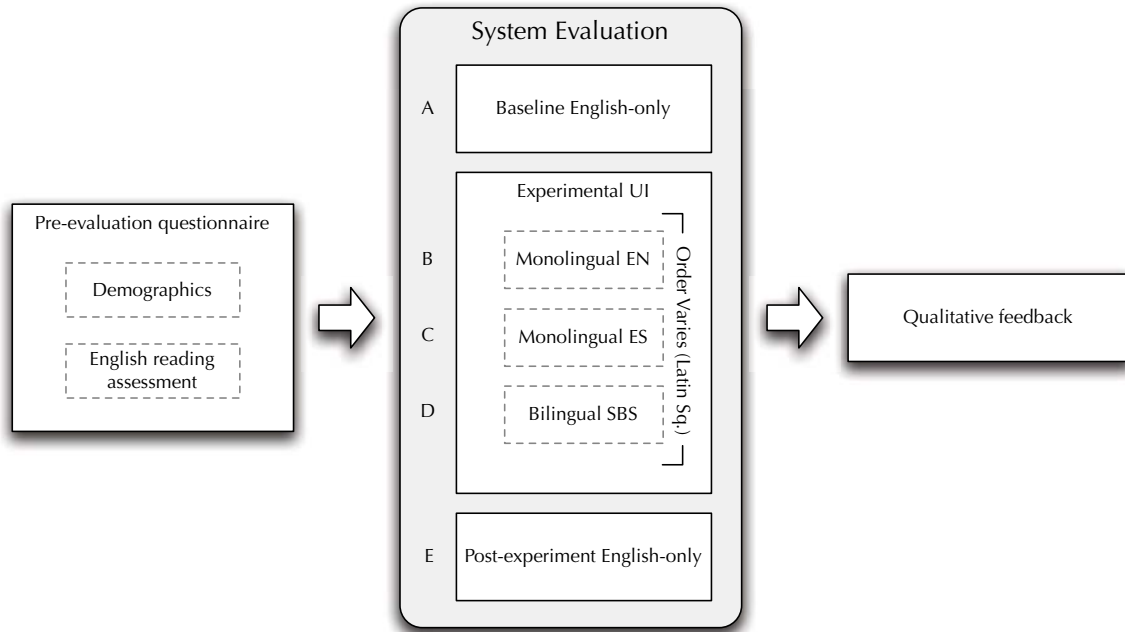 Pre-evaluation questionnaire
Demographics
English reading
assessment
System Evaluation
A
Baseline English-only
Experimental UI
B
Monolingual EN
C
Monolingual ES
D
Bilingual SBS
Order Varies (Latin Sq.)
E
Post-experiment English-only
Qualitative feedback